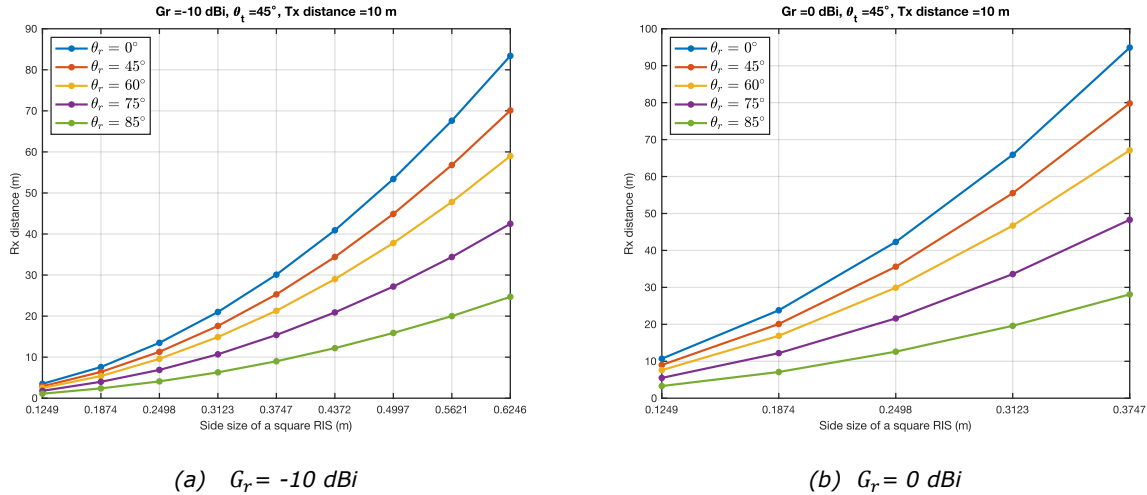 Gr =-10 dBi, θt =45°, Tx distance =10 m
θr = 0°
θr = 45°
θr = 60°
θr = 75°
θr = 85°
90
80
70
60
50
40
30
20
10
0
Rx distance (m)
0.1249 0.1874 0.2498 0.3123 0.3747 0.4372 0.4997 0.5621 0.6246
Side size of a square RIS (m)
(a) Gr= -10 dBi
Gr =0 dBi, θt =45°, Tx distance =10 m
θr = 0°
θr = 45°
θr = 60°
θr = 75°
θr = 85°
100
90
80
70
60
50
40
30
20
10
0
Rx distance (m)
0.1249 0.1874 0.2498 0.3123 0.3747
Side size of a square RIS (m)
(b) Gr= 0 dBi